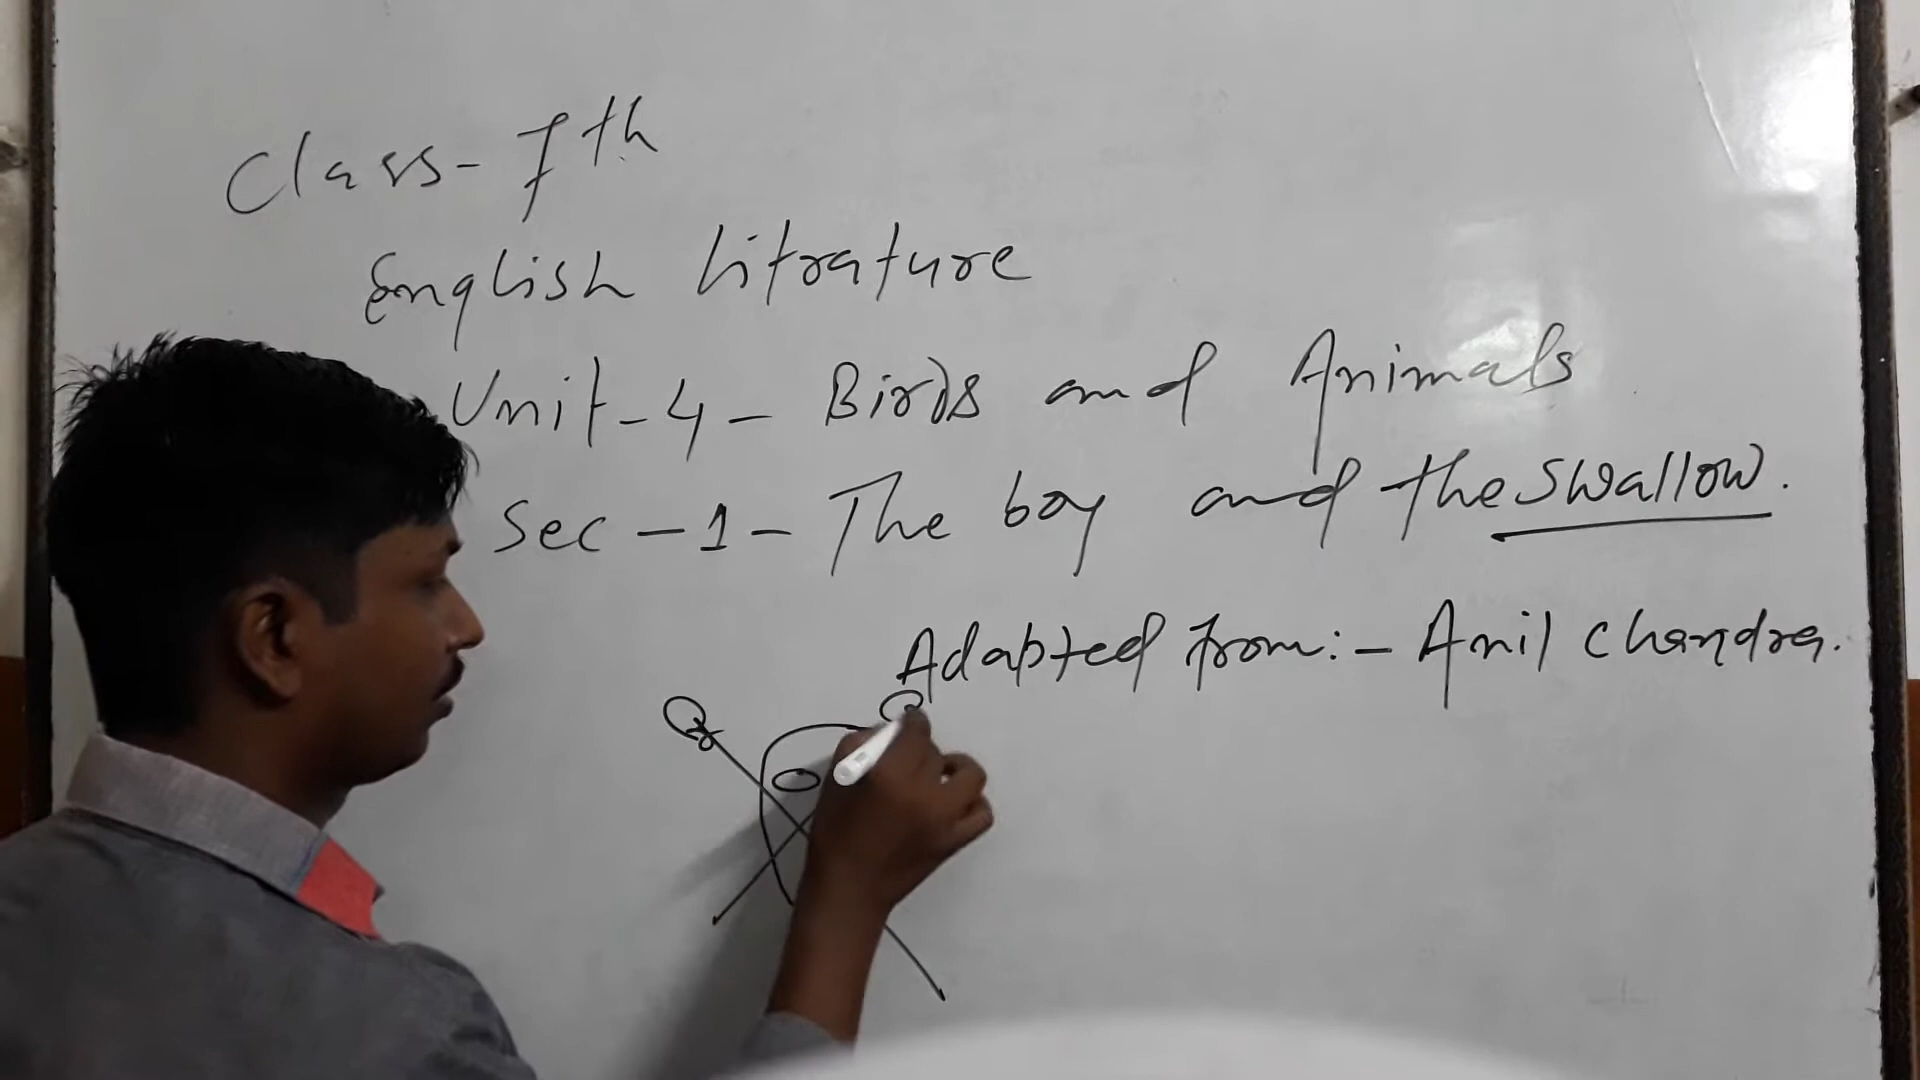 Class-7th
English litrature
Unit-4-Birds and Animals
Sec-1-The boy and the Swallow.
Adapted from:-Anil Chandra.